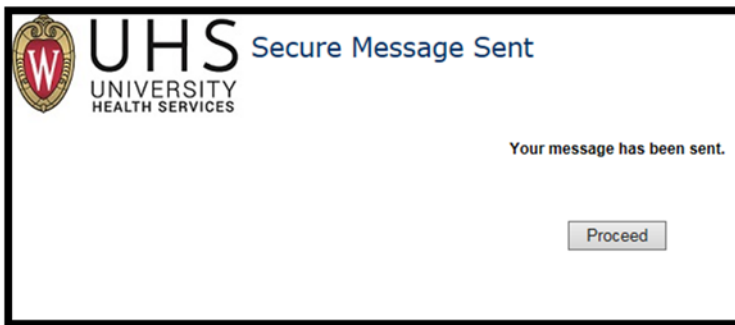 W
UHS Secure Message Sent
UNIVERSITY
HEALTH SERVICES
Your message has been sent.
Proceed